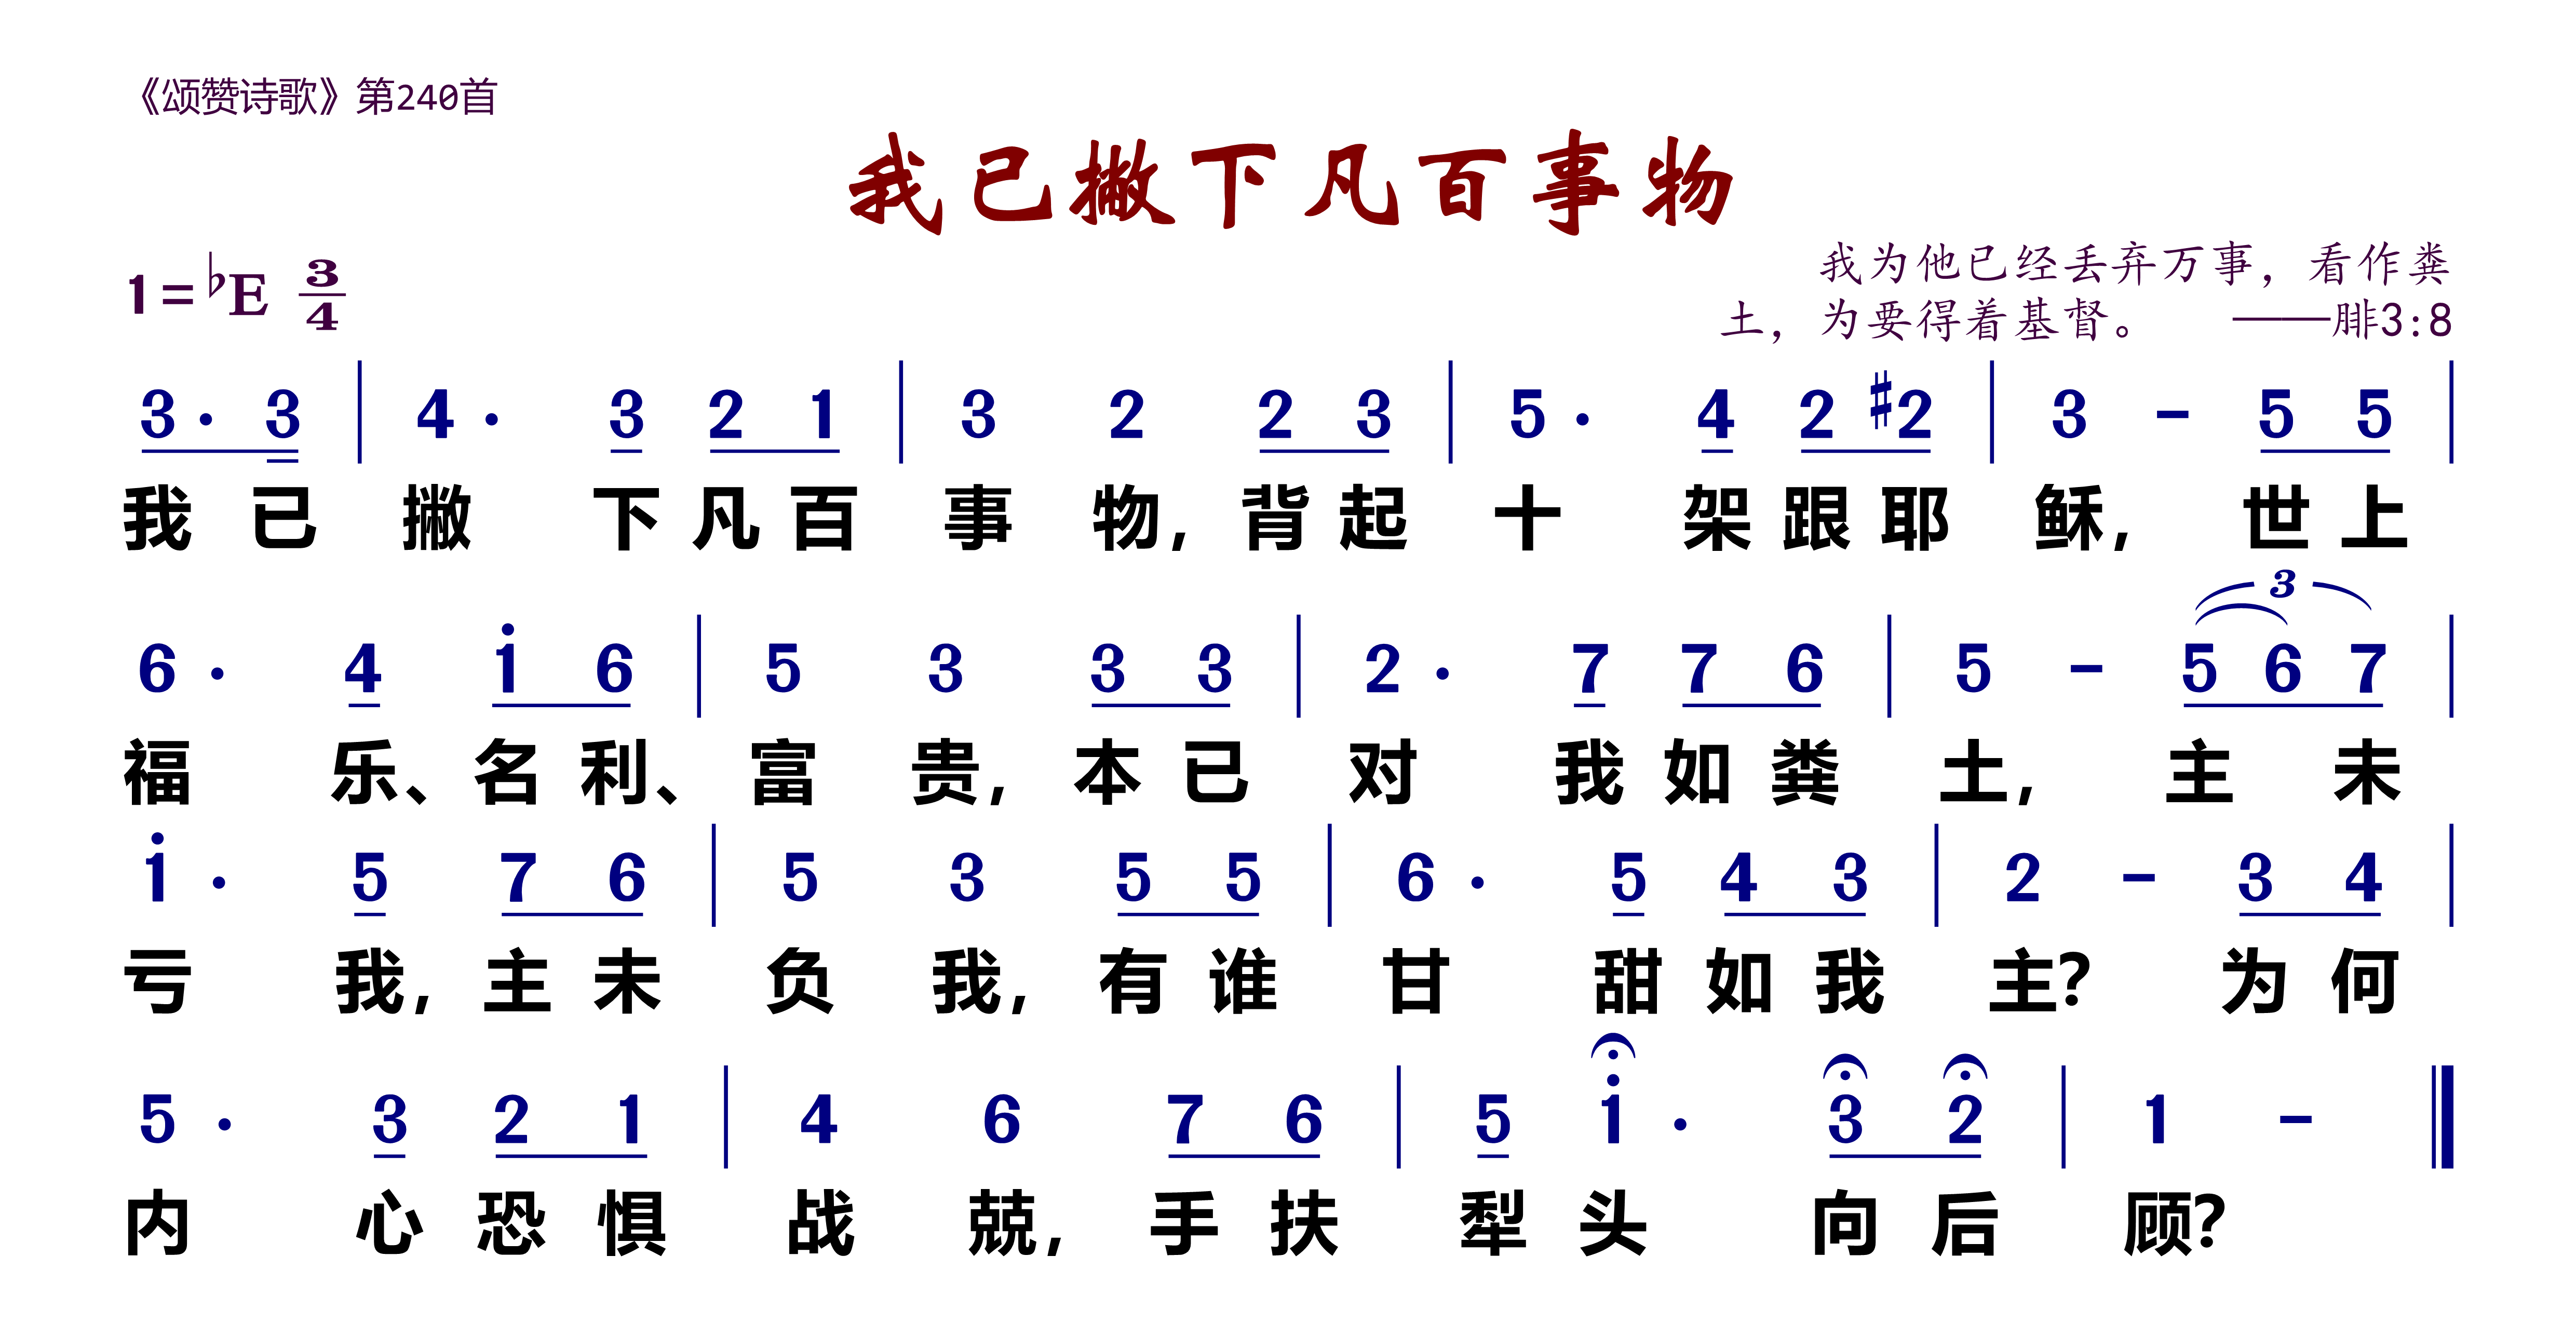 《颂赞诗歌》第240首
我已撇下凡百事物
1=♭E 3/4
我为他已经丢弃万事，看作粪
土，为要得着基督。 ——腓3:8
3· 3 | 4· 3 2 1 | 3 2 2 3 | 5· 4 2 #2 | 3 - 5 5 |
我已撇下凡百事物，背起十架跟耶稣，世上
6· 4 i 6 | 5 3 3 3 | 2· 7 7 6 | 5 - 5 6 7 |
3
福乐、名利、富贵，本已对我如粪土，主未
i· 5 7 6 | 5 3 5 5 | 6· 5 4 3 | 2 - 3 4 |
亏我，主未负我，有谁甘甜如我主？为何
5· 3 2 1 | 4 6 7 6 | 5 i· 3 2 | 1 - ‖
内心恐惧战兢，手扶犁头向后顾？